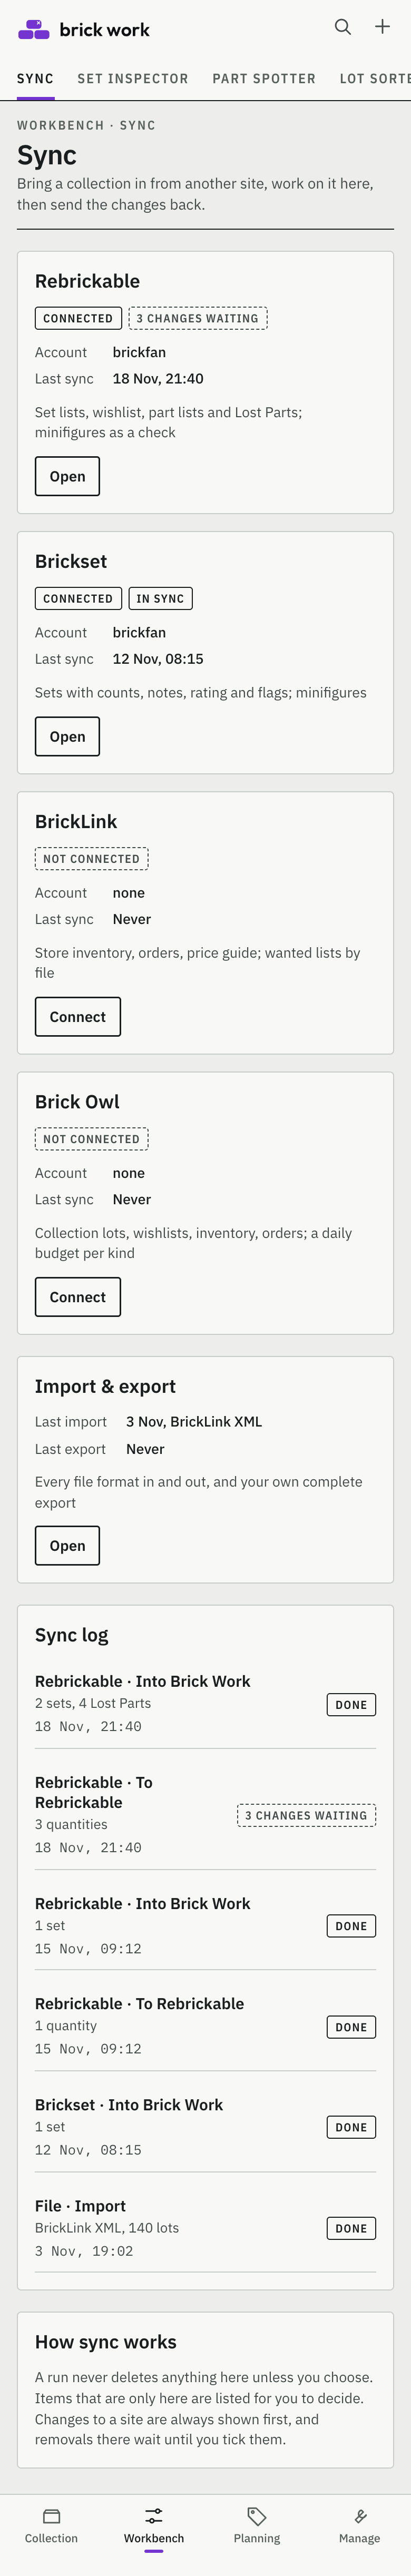 brick work
SYNC SET INSPECTOR PART SPOTTER LOT SORTE
WORKBENCH · SYNC
Sync
Bring a collection in from another site, work on it here,
then send the changes back.
Rebrickable
CONNECTED 3 CHANGES WAITING
Account brickfan
Last sync 18 Nov, 21:40
Set lists, wishlist, part lists and Lost Parts;
minifigures as a check
Open
Brickset
CONNECTED IN SYNC
Account brickfan
Last sync 12 Nov, 08:15
Sets with counts, notes, rating and flags; minifigures
Open
BrickLink
NOT CONNECTED
Account none
Last sync Never
Store inventory, orders, price guide; wanted lists by
file
Connect
Brick Owl
NOT CONNECTED
Account none
Last sync Never
Collection lots, wishlists, inventory, orders; a daily
budget per kind
Connect
Import & export
Last import 3 Nov, BrickLink XML
Last export Never
Every file format in and out, and your own complete
export
Open
Sync log
Rebrickable · Into Brick Work
2 sets, 4 Lost Parts
18 Nov, 21:40
DONE
Rebrickable · To
Rebrickable
3 quantities
18 Nov, 21:40
3 CHANGES WAITING
Rebrickable · Into Brick Work
1 set
15 Nov, 09:12
DONE
Rebrickable · To Rebrickable
1 quantity
15 Nov, 09:12
DONE
Brickset · Into Brick Work
1 set
12 Nov, 08:15
DONE
File · Import
BrickLink XML, 140 lots
3 Nov, 19:02
DONE
How sync works
A run never deletes anything here unless you choose.
Items that are only here are listed for you to decide.
Changes to a site are always shown first, and
removals there wait until you tick them.
Collection Workbench Planning Manage